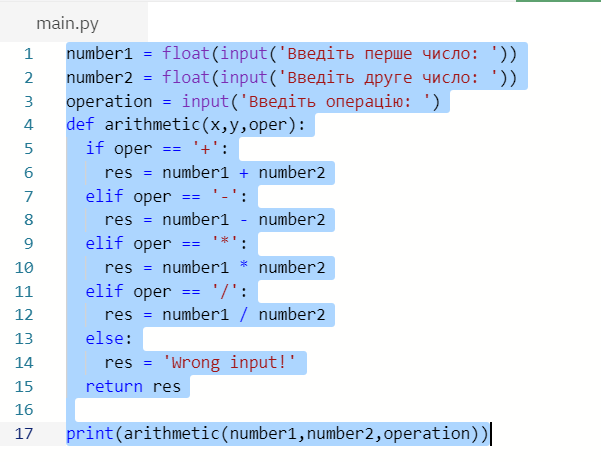 main.py
1 number1 = float(input('Введіть перше число: '))
2 number2 = float(input('Введіть друге число: '))
3 operation = input('Введіть операцію: ')
4 def arithmetic(x,y,oper):
5   if oper == '+':
6     res = number1 + number2
7   elif oper == '-':
8     res = number1 - number2
9   elif oper == '*':
10     res = number1 * number2
11   elif oper == '/':
12     res = number1 / number2
13   else:
14     res = 'Wrong input!'
15   return res
16
17 print(arithmetic(number1,number2,operation))